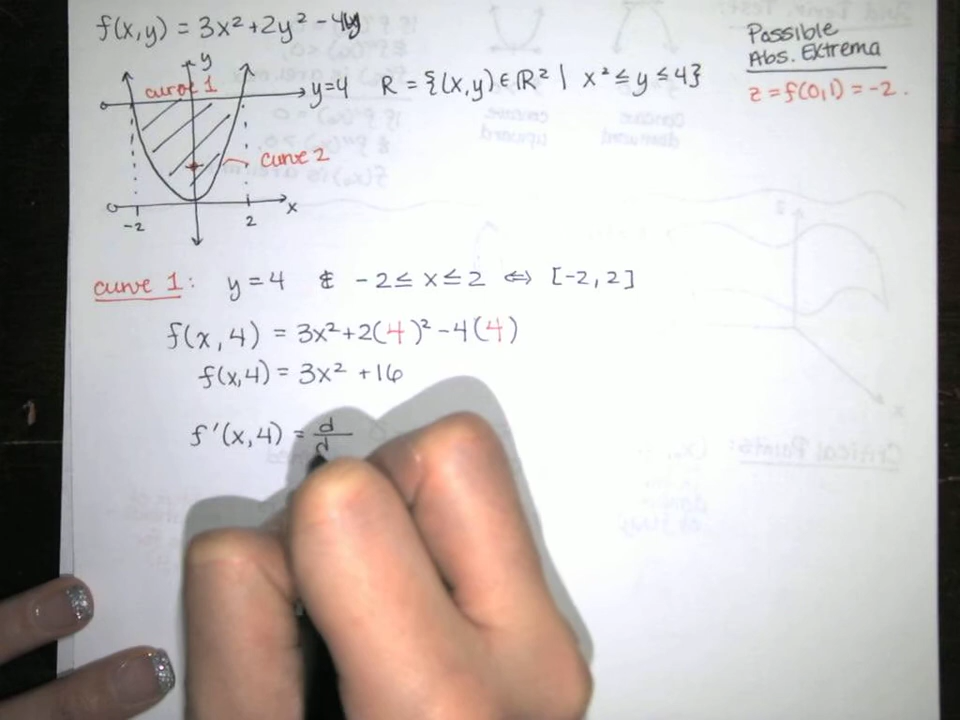 f(x,y) = 3x² + 2y² - 4y
Possible
Abs. Extrema
z = f(0,1) = -2.
y
curve 1
y=4
R = {(x,y) ∈ ℝ² | x² ≤ y ≤ 4}
curve 2
x
-2
2
curve 1: y = 4 & -2 ≤ x ≤ 2 ⇔ [-2, 2]
f(x, 4) = 3x² + 2(4)² - 4(4)
f(x,4) = 3x² + 16
f'(x,4) = d
d